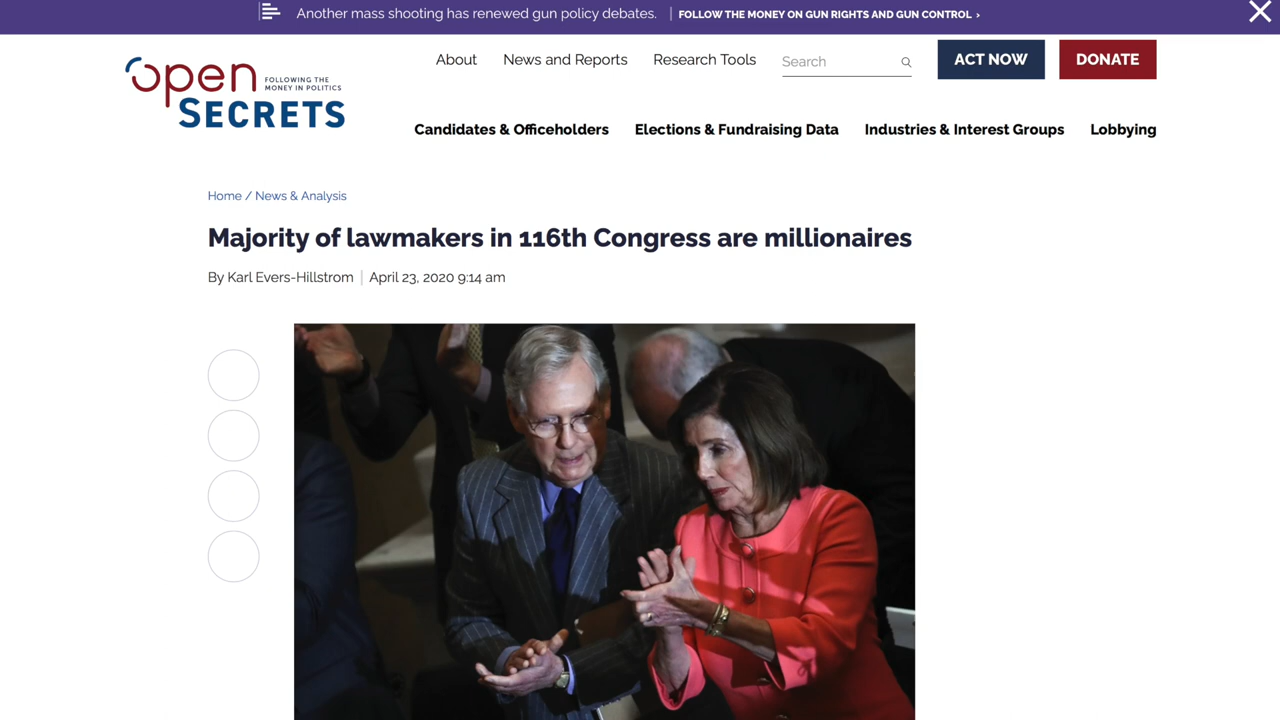 Another mass shooting has renewed gun policy debates. | FOLLOW THE MONEY ON GUN RIGHTS AND GUN CONTROL ›
open FOLLOWING THE
MONEY IN POLITICS
SECRETS
About News and Reports Research Tools Search ACT NOW DONATE
Candidates & Officeholders Elections & Fundraising Data Industries & Interest Groups Lobbying
Home / News & Analysis
Majority of lawmakers in 116th Congress are millionaires
By Karl Evers-Hillstrom | April 23, 2020 9:14 am